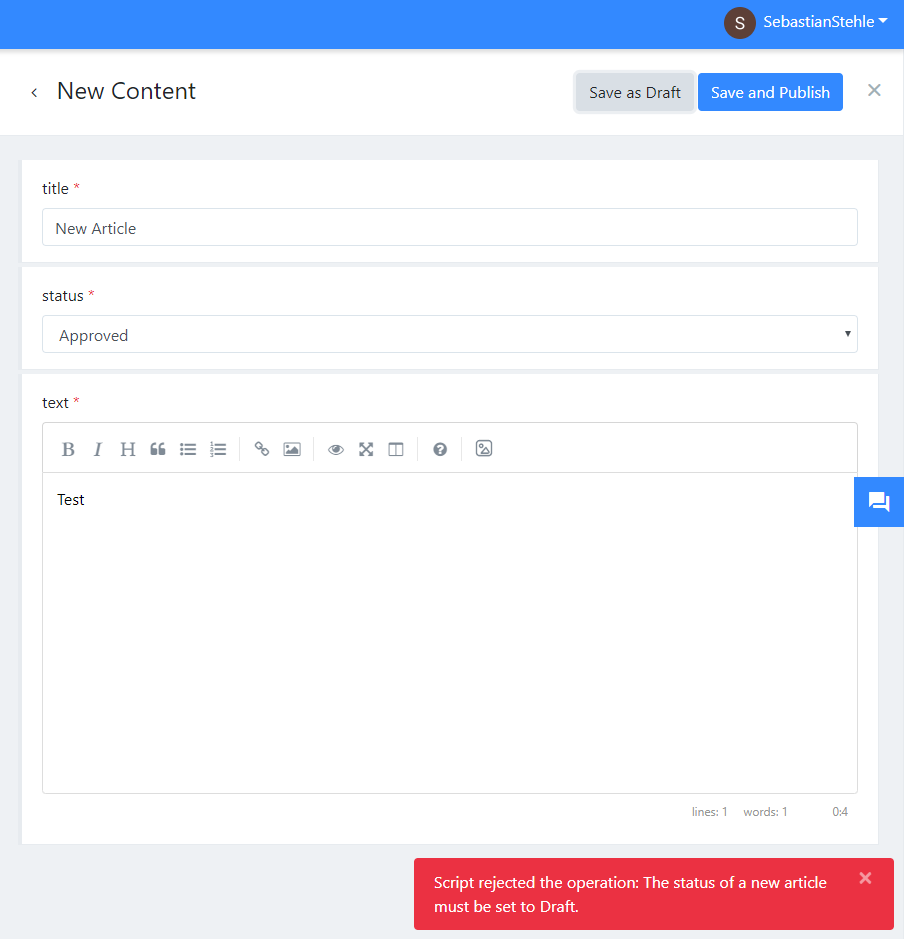 S SebastianStehle
New Content
Save as Draft Save and Publish
title *
New Article
status *
Approved
text *
B I H
Test
lines: 1 words: 1 0:4
Script rejected the operation: The status of a new article
must be set to Draft.